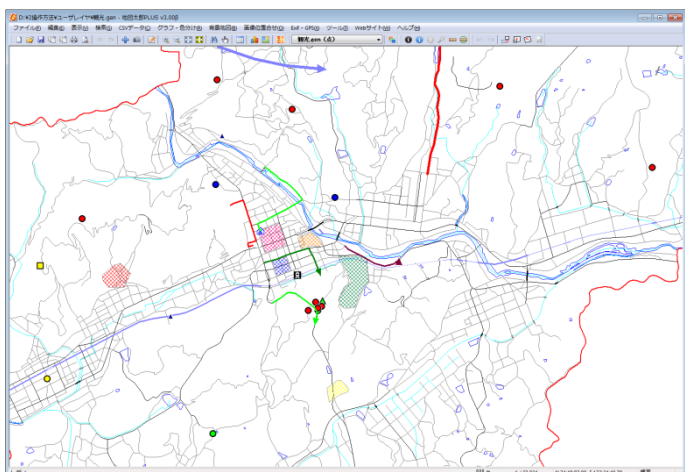 D:¥3操作方法¥ユーザレイヤ¥観光.gan - 地図太郎PLUS v3.00β
ファイル(F) 編集(E) 表示(V) 検索(L) CSVデータ(C) グラフ・色分け(R) 背景地図(B) 画像位置合せ(I) Exif・GPS(G) ツール(T) Webサイト(W) ヘルプ(H)
観光.gan (点)